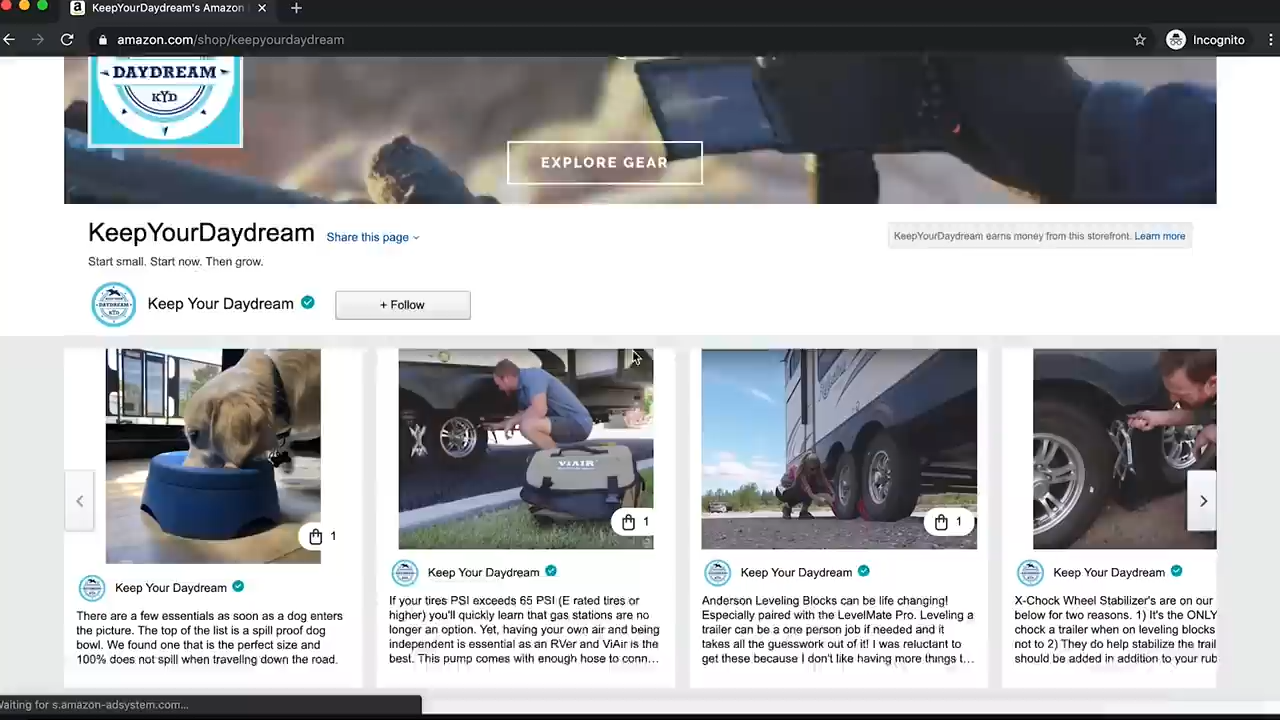 KeepYourDaydream's Amazon
amazon.com/shop/keepyourdaydream
Incognito
DAYDREAM
KYD
EXPLORE GEAR
KeepYourDaydream
Share this page
KeepYourDaydream earns money from this storefront. Learn more
Start small. Start now. Then grow.
Keep Your Daydream
+ Follow
VIAIR
1
1
1
Keep Your Daydream
There are a few essentials as soon as a dog enters
the picture. The top of the list is a spill proof dog
bowl. We found one that is the perfect size and
100% does not spill when traveling down the road.
Keep Your Daydream
If your tires PSI exceeds 65 PSI (E rated tires or
higher) you'll quickly learn that gas stations are no
longer an option. Yet, having your own air and being
independent is essential as an RVer and ViAir is the
best. This pump comes with enough hose to conn...
Keep Your Daydream
Anderson Leveling Blocks can be life changing!
Especially paired with the LevelMate Pro. Leveling a
trailer can be a one person job if needed and it
takes all the guesswork out of it! I was reluctant to
get these because I don't like having more things t...
Keep Your Daydream
X-Chock Wheel Stabilizer's are on our
below for two reasons. 1) It's the ONLY
chock a trailer when on leveling blocks
not to 2) They do help stabilize the trail
should be added in addition to your rub
Waiting for s.amazon-adsystem.com...